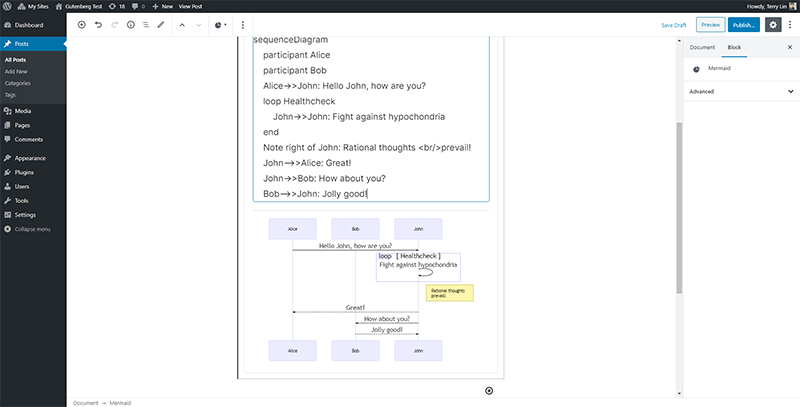 My Sites
Gutenberg Test
18
0
New
View Post
Howdy, Terry Lin
Dashboard
Posts
All Posts
Add New
Categories
Tags
Media
Pages
Comments
Appearance
Plugins
Users
Tools
Settings
Collapse menu
Save Draft
Preview
Publish...
Document
Block
Mermaid
Advanced
sequenceDiagram
participant Alice
participant Bob
Alice->>John: Hello John, how are you?
loop Healthcheck
John->>John: Fight against hypochondria
end
Note right of John: Rational thoughts <br/>prevail!
John-->>Alice: Great!
John->>Bob: How about you?
Bob-->>John: Jolly good!
Alice
Bob
John
Hello John, how are you?
loop [ Healthcheck ]
Fight against hypochondria
Rational thoughts
prevail!
Great!
How about you?
Jolly good!
Alice
Bob
John
Document → Mermaid